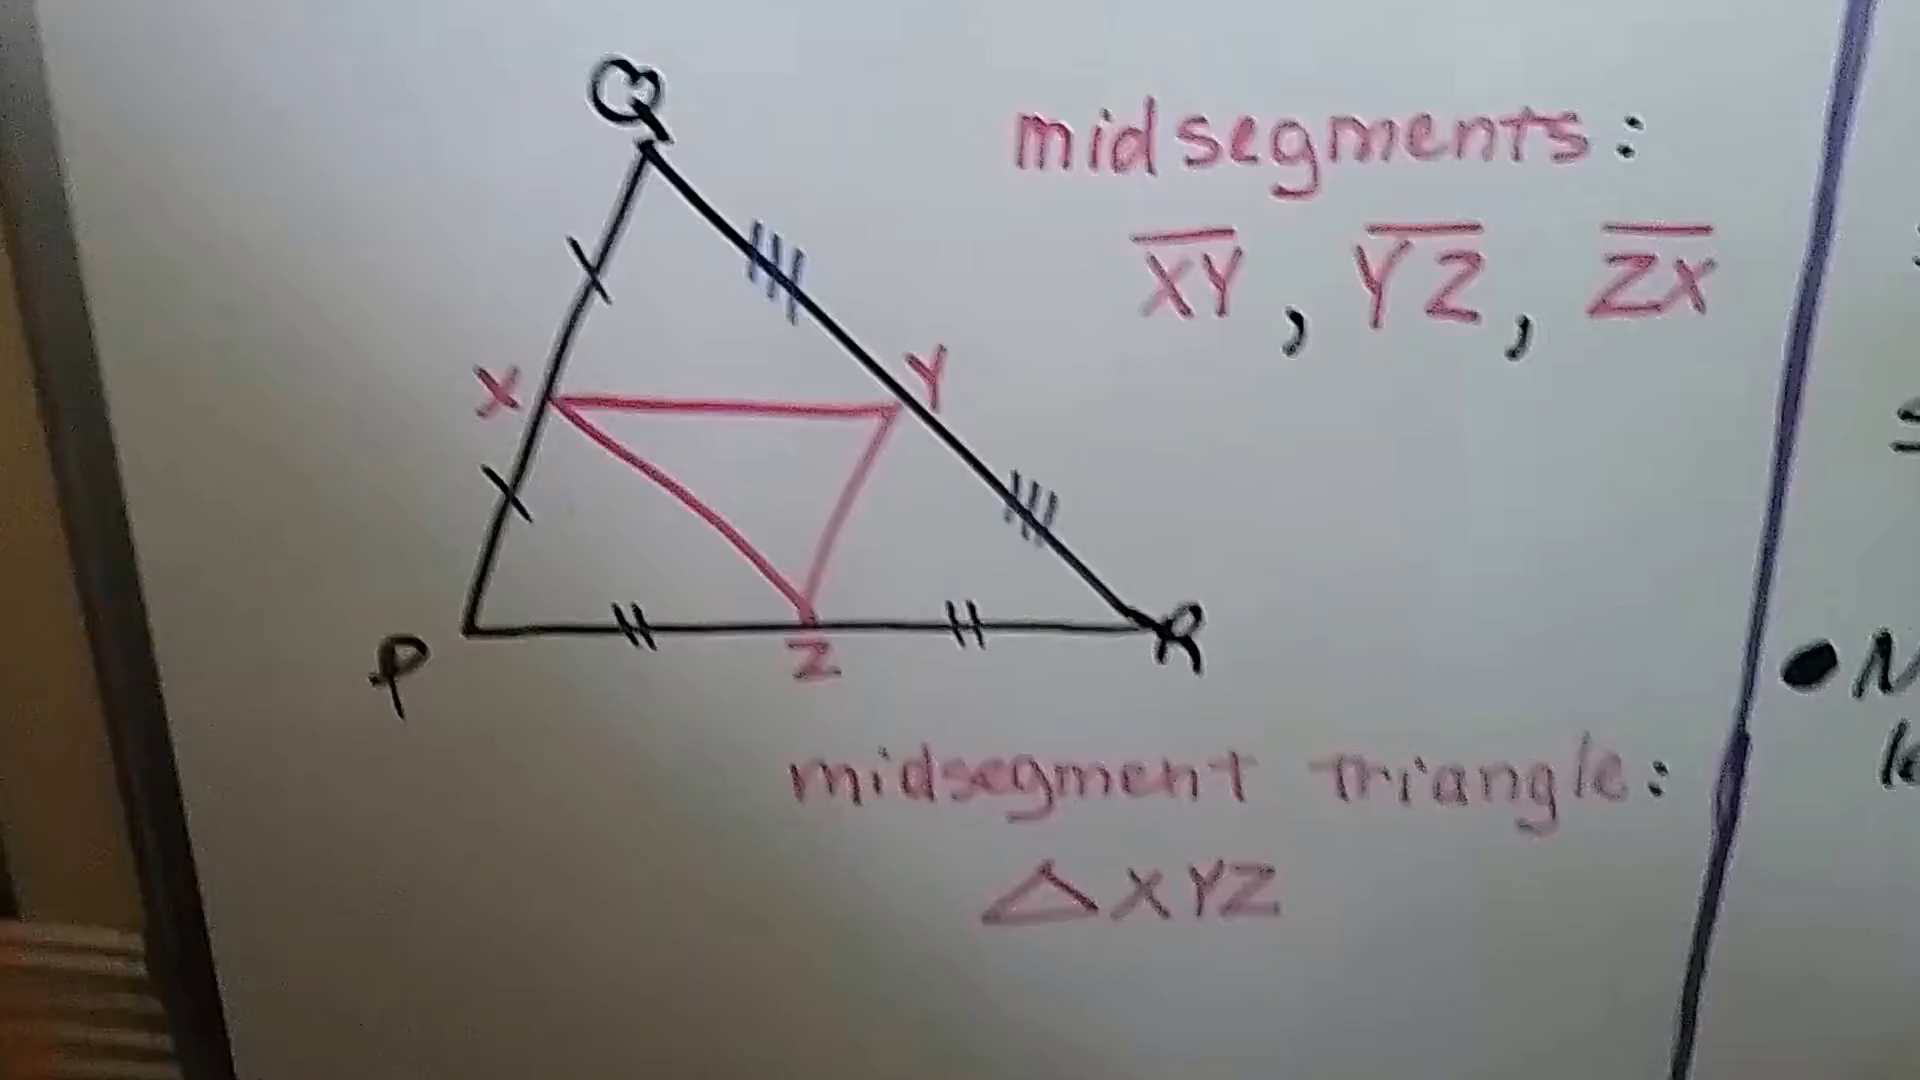 Q
midsegments:
XY, YZ, ZX
X
Y
P
Z
R
midsegment triangle:
△XYZ